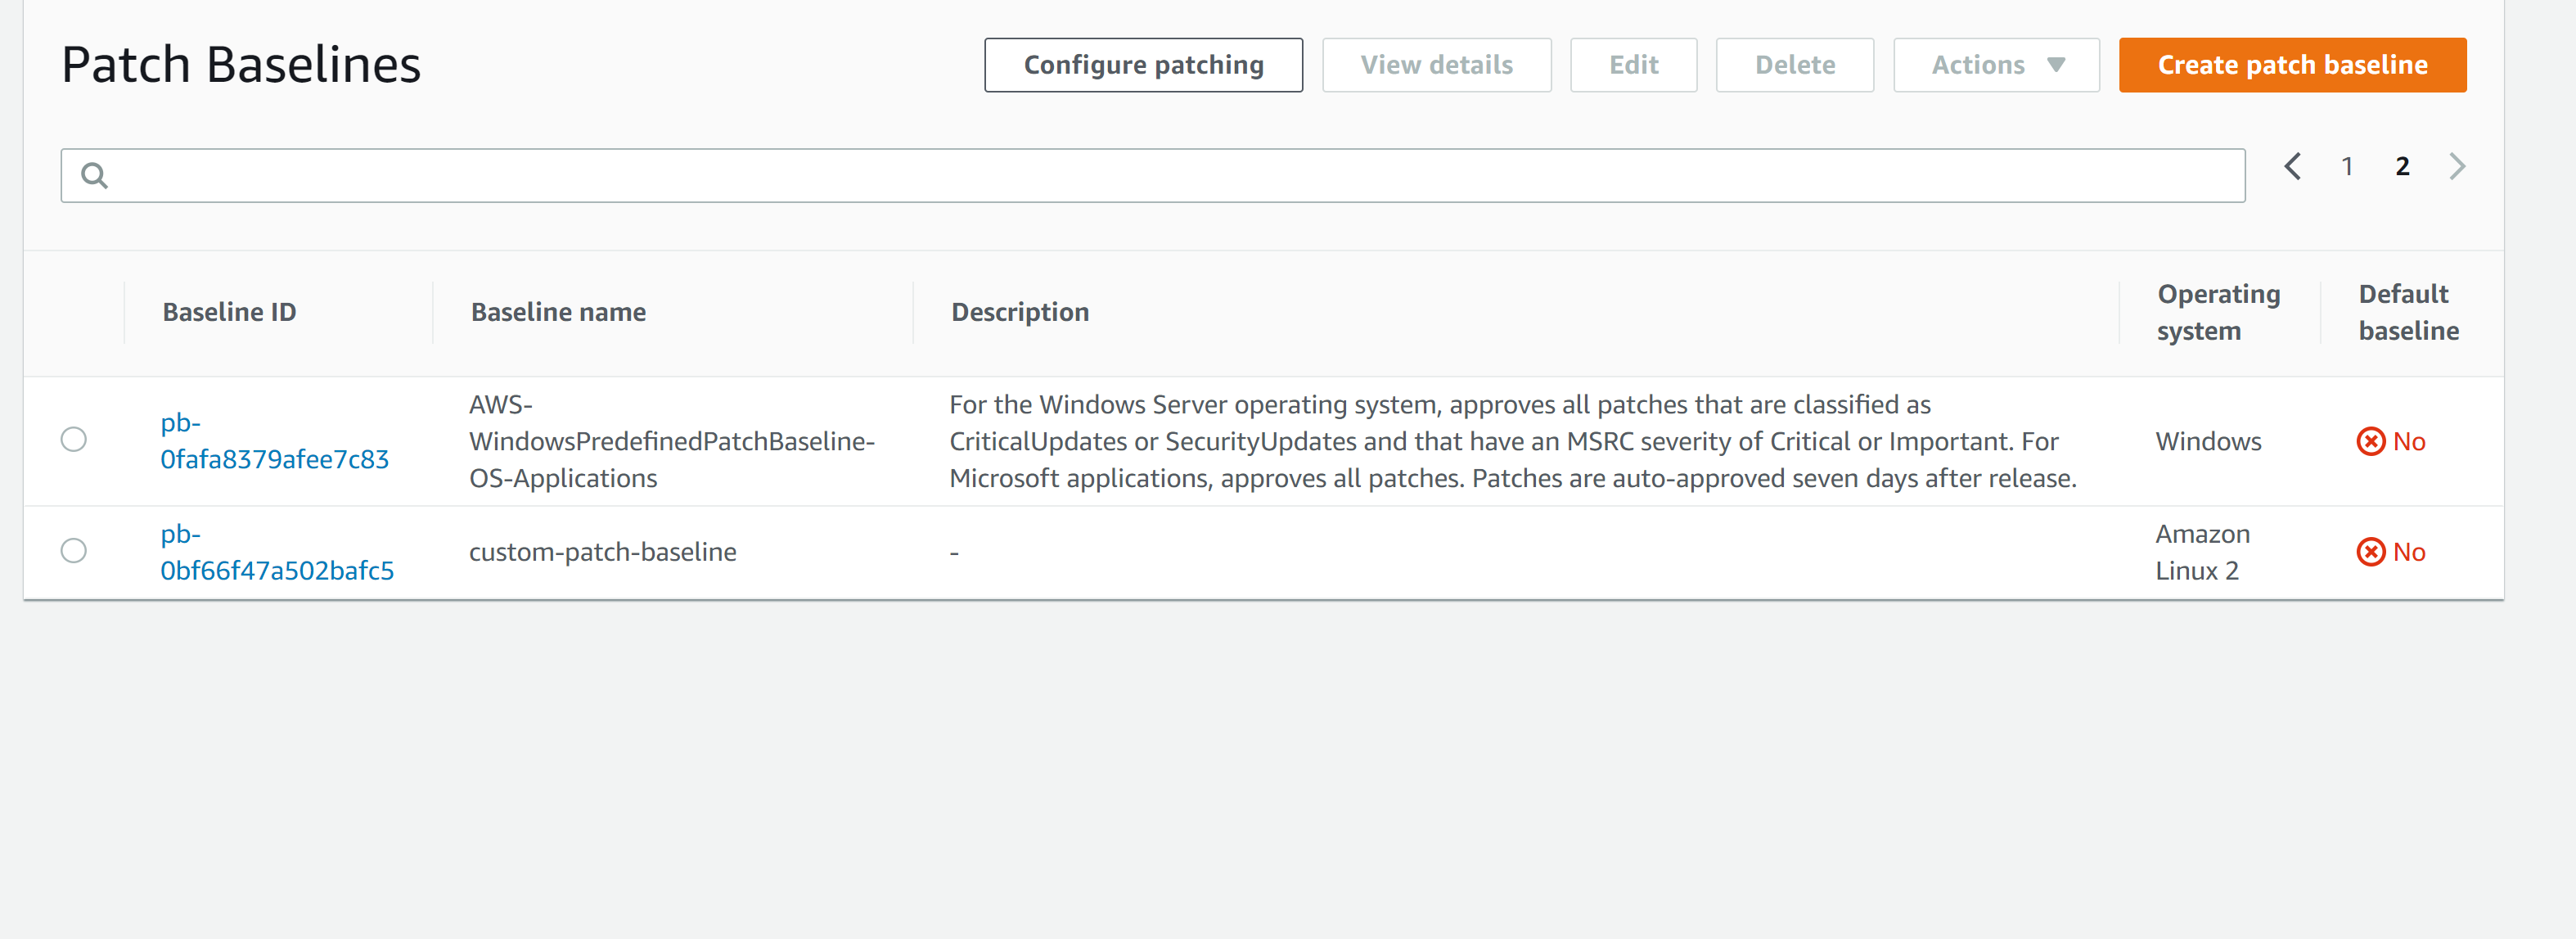 Patch Baselines
Configure patching
View details
Edit
Delete
Actions
Create patch baseline
1
2
Baseline ID
Baseline name
Description
Operating
system
Default
baseline
pb-
0fafa8379afee7c83
AWS-
WindowsPredefinedPatchBaseline-
OS-Applications
For the Windows Server operating system, approves all patches that are classified as
CriticalUpdates or SecurityUpdates and that have an MSRC severity of Critical or Important. For
Microsoft applications, approves all patches. Patches are auto-approved seven days after release.
Windows
No
pb-
0bf66f47a502bafc5
custom-patch-baseline
-
Amazon
Linux 2
No